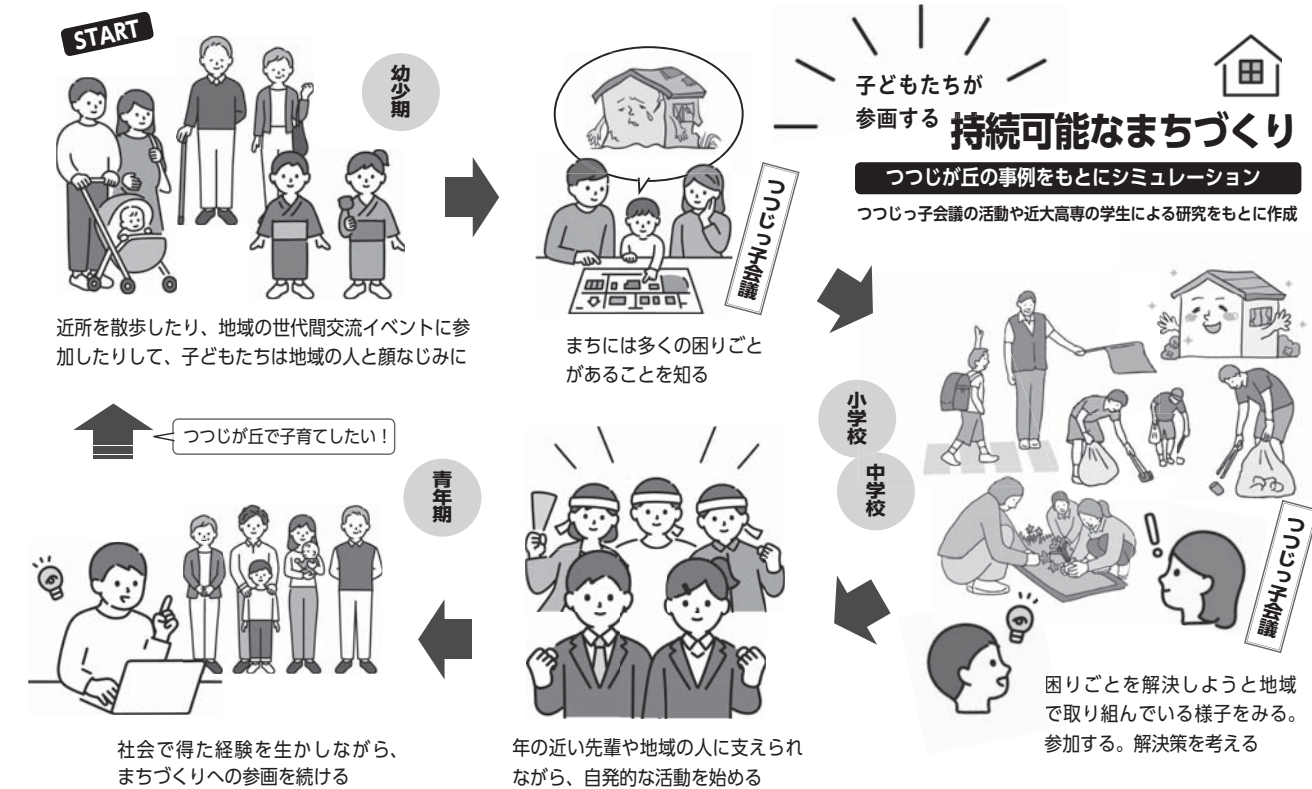 子どもたちが
参画する 持続可能なまちづくり
つつじが丘の事例をもとにシミュレーション
つつじっ子会議の活動や近大高専の学生による研究をもとに作成
START
幼少期
近所を散歩したり、地域の世代間交流イベントに参
加したりして、子どもたちは地域の人と顔なじみに
つつじっ子会議
まちには多くの困りごと
があることを知る
小学校
中学校
つつじっ子会議
困りごとを解決しようと地域
で取り組んでいる様子をみる。
参加する。解決策を考える
年の近い先輩や地域の人に支えられ
ながら、自発的な活動を始める
青年期
社会で得た経験を生かしながら、
まちづくりへの参画を続ける
つつじが丘で子育てしたい！